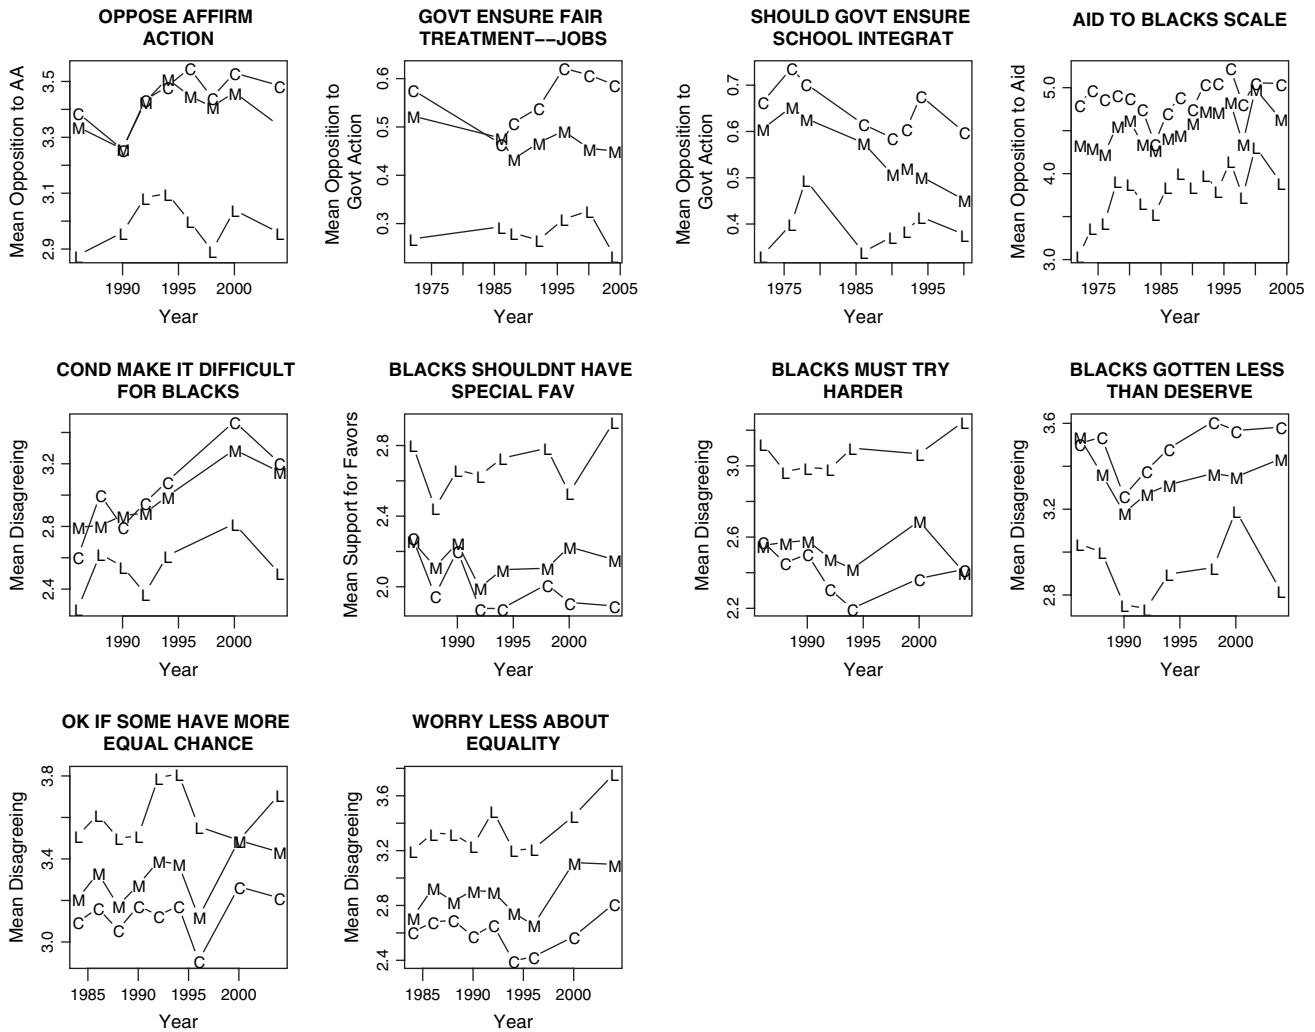 OPPOSE AFFIRM
ACTION
Mean Opposition to AA
3.5
3.3
3.1
2.9
C
M
L
1990 1995 2000
Year
GOVT ENSURE FAIR
TREATMENT−−JOBS
Mean Opposition to
Govt Action
0.6
0.5
0.4
0.3
C
M
L
1975 1985 1995 2005
Year
SHOULD GOVT ENSURE
SCHOOL INTEGRAT
Mean Opposition to
Govt Action
0.7
0.6
0.5
0.4
C
M
L
1975 1985 1995
Year
AID TO BLACKS SCALE
Mean Opposition to Aid
5.0
4.0
3.0
C
M
L
1975 1985 1995 2005
Year
COND MAKE IT DIFFICULT
FOR BLACKS
Mean Disagreeing
3.2
2.8
2.4
C
M
L
1990 1995 2000
Year
BLACKS SHOULDNT HAVE
SPECIAL FAV
Mean Support for Favors
2.8
2.4
2.0
L
M
C
1990 1995 2000
Year
BLACKS MUST TRY
HARDER
Mean Disagreeing
3.0
2.6
2.2
L
M
C
1990 1995 2000
Year
BLACKS GOTTEN LESS
THAN DESERVE
Mean Disagreeing
3.6
3.2
2.8
C
M
L
1990 1995 2000
Year
OK IF SOME HAVE MORE
EQUAL CHANCE
Mean Disagreeing
3.8
3.4
3.0
L
M
C
1985 1990 1995 2000
Year
WORRY LESS ABOUT
EQUALITY
Mean Disagreeing
3.6
3.2
2.8
2.4
L
M
C
1985 1990 1995 2000
Year